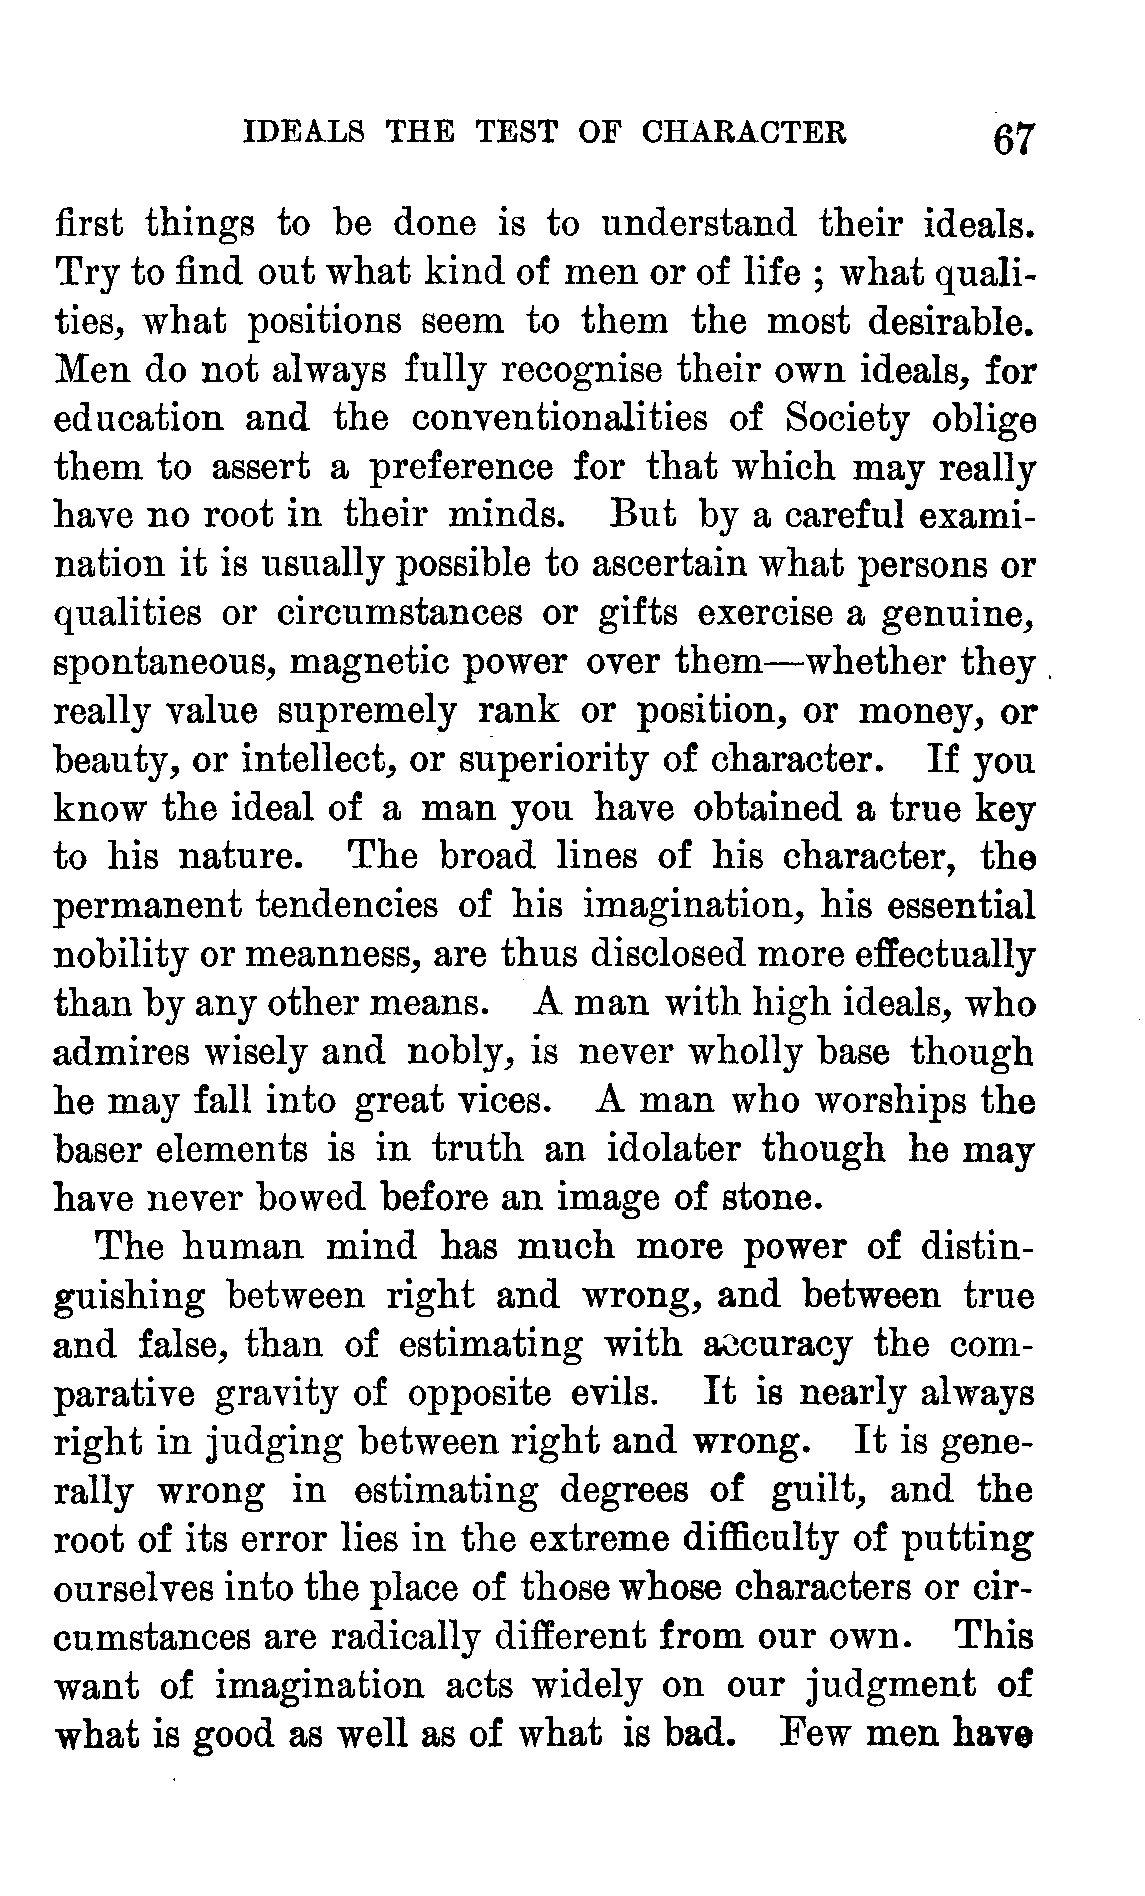 IDEALS THE TEST OF CHARACTER 67
first things to be done is to understand their ideals.
Try to find out what kind of men or of life ; what quali-
ties, what positions seem to them the most desirable.
Men do not always fully recognise their own ideals, for
education and the conventionalities of Society oblige
them to assert a preference for that which may really
have no root in their minds. But by a careful exami-
nation it is usually possible to ascertain what persons or
qualities or circumstances or gifts exercise a genuine,
spontaneous, magnetic power over them—whether they
really value supremely rank or position, or money, or
beauty, or intellect, or superiority of character. If you
know the ideal of a man you have obtained a true key
to his nature. The broad lines of his character, the
permanent tendencies of his imagination, his essential
nobility or meanness, are thus disclosed more effectually
than by any other means. A man with high ideals, who
admires wisely and nobly, is never wholly base though
he may fall into great vices. A man who worships the
baser elements is in truth an idolater though he may
have never bowed before an image of stone.
The human mind has much more power of distin-
guishing between right and wrong, and between true
and false, than of estimating with accuracy the com-
parative gravity of opposite evils. It is nearly always
right in judging between right and wrong. It is gene-
rally wrong in estimating degrees of guilt, and the
root of its error lies in the extreme difficulty of putting
ourselves into the place of those whose characters or cir-
cumstances are radically different from our own. This
want of imagination acts widely on our judgment of
what is good as well as of what is bad. Few men have